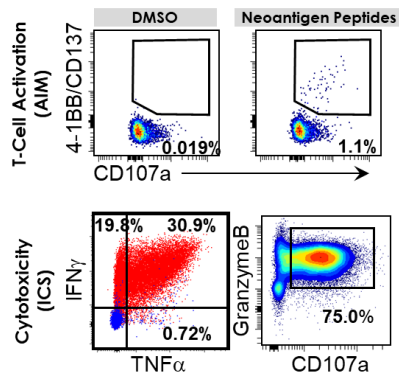 DMSO
Neoantigen Peptides
T-Cell Activation
(AIM)
4-1BB/CD137
0.019%
1.1%
CD107a
Cytotoxicity
(ICS)
IFNγ
19.8%
30.9%
0.72%
TNFα
GranzymeB
75.0%
CD107a